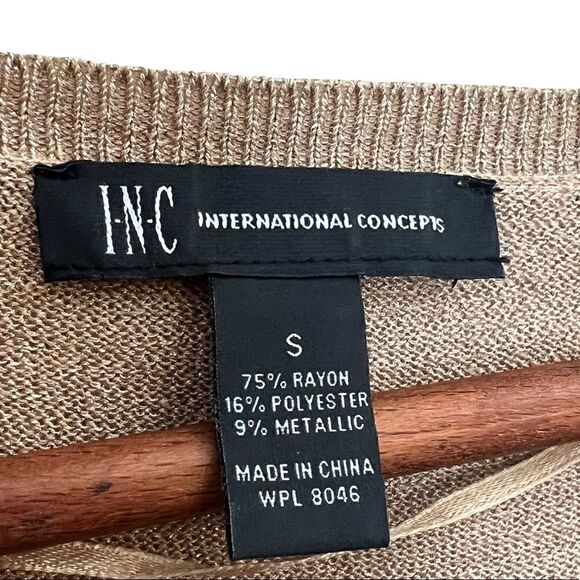 I·N·C INTERNATIONAL CONCEPTS
S
75% RAYON
16% POLYESTER
9% METALLIC
MADE IN CHINA
WPL 8046